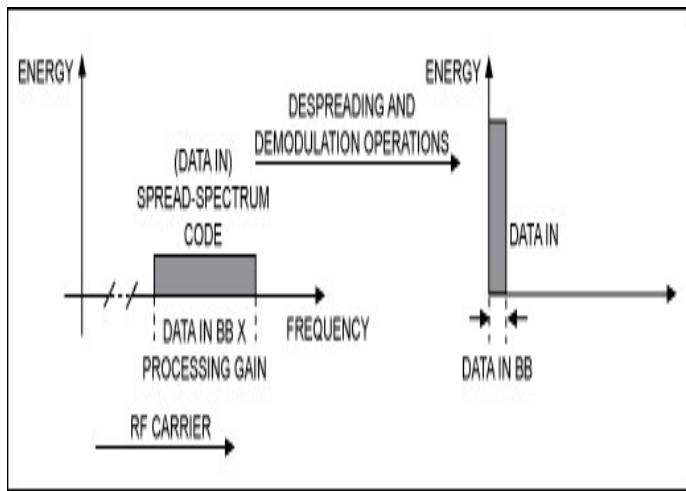 ENERGY
(DATA IN)
SPREAD-SPECTRUM
CODE
DATA IN BB X
PROCESSING GAIN
FREQUENCY
RF CARRIER
DESPREADING AND
DEMODULATION OPERATIONS
ENERGY
DATA IN
DATA IN BB